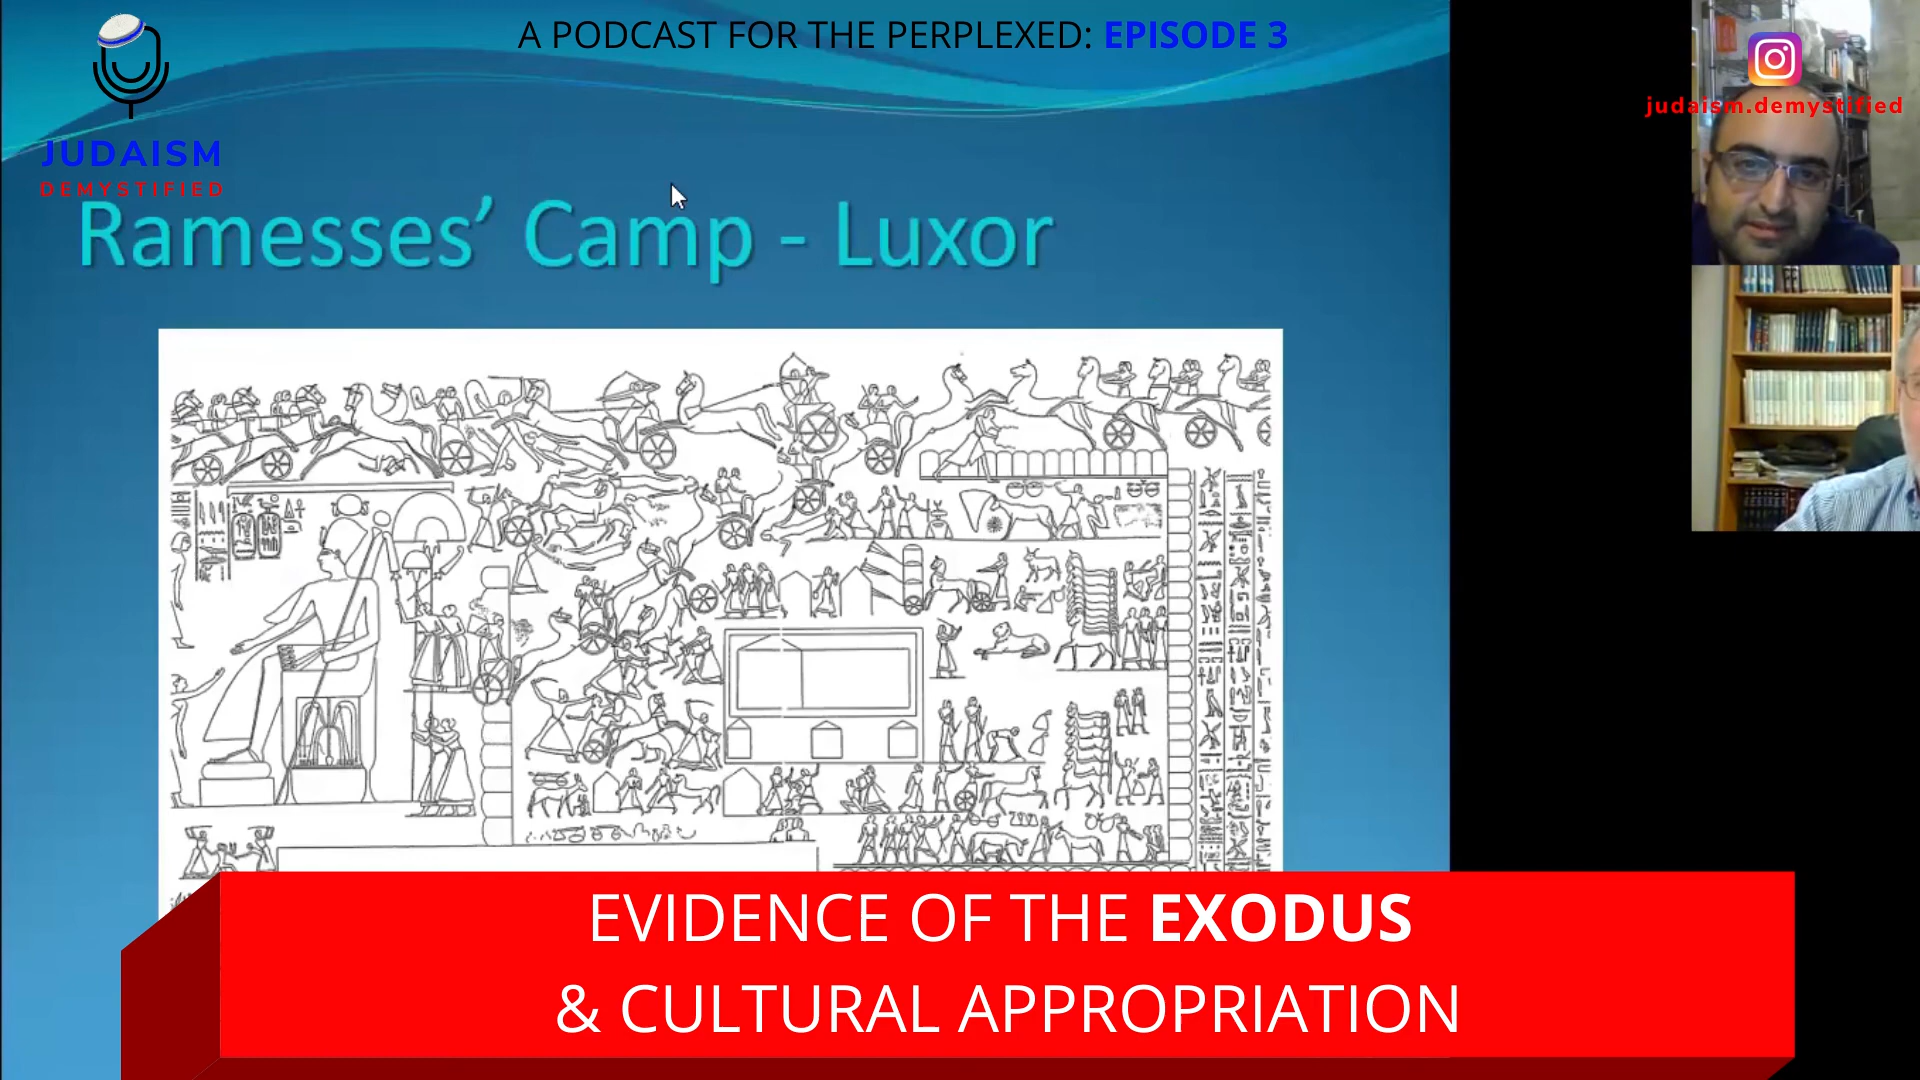 A PODCAST FOR THE PERPLEXED: EPISODE 3
JUDAISM
DEMYSTIFIED
judaism.demystified
Ramesses’ Camp - Luxor
EVIDENCE OF THE EXODUS
& CULTURAL APPROPRIATION